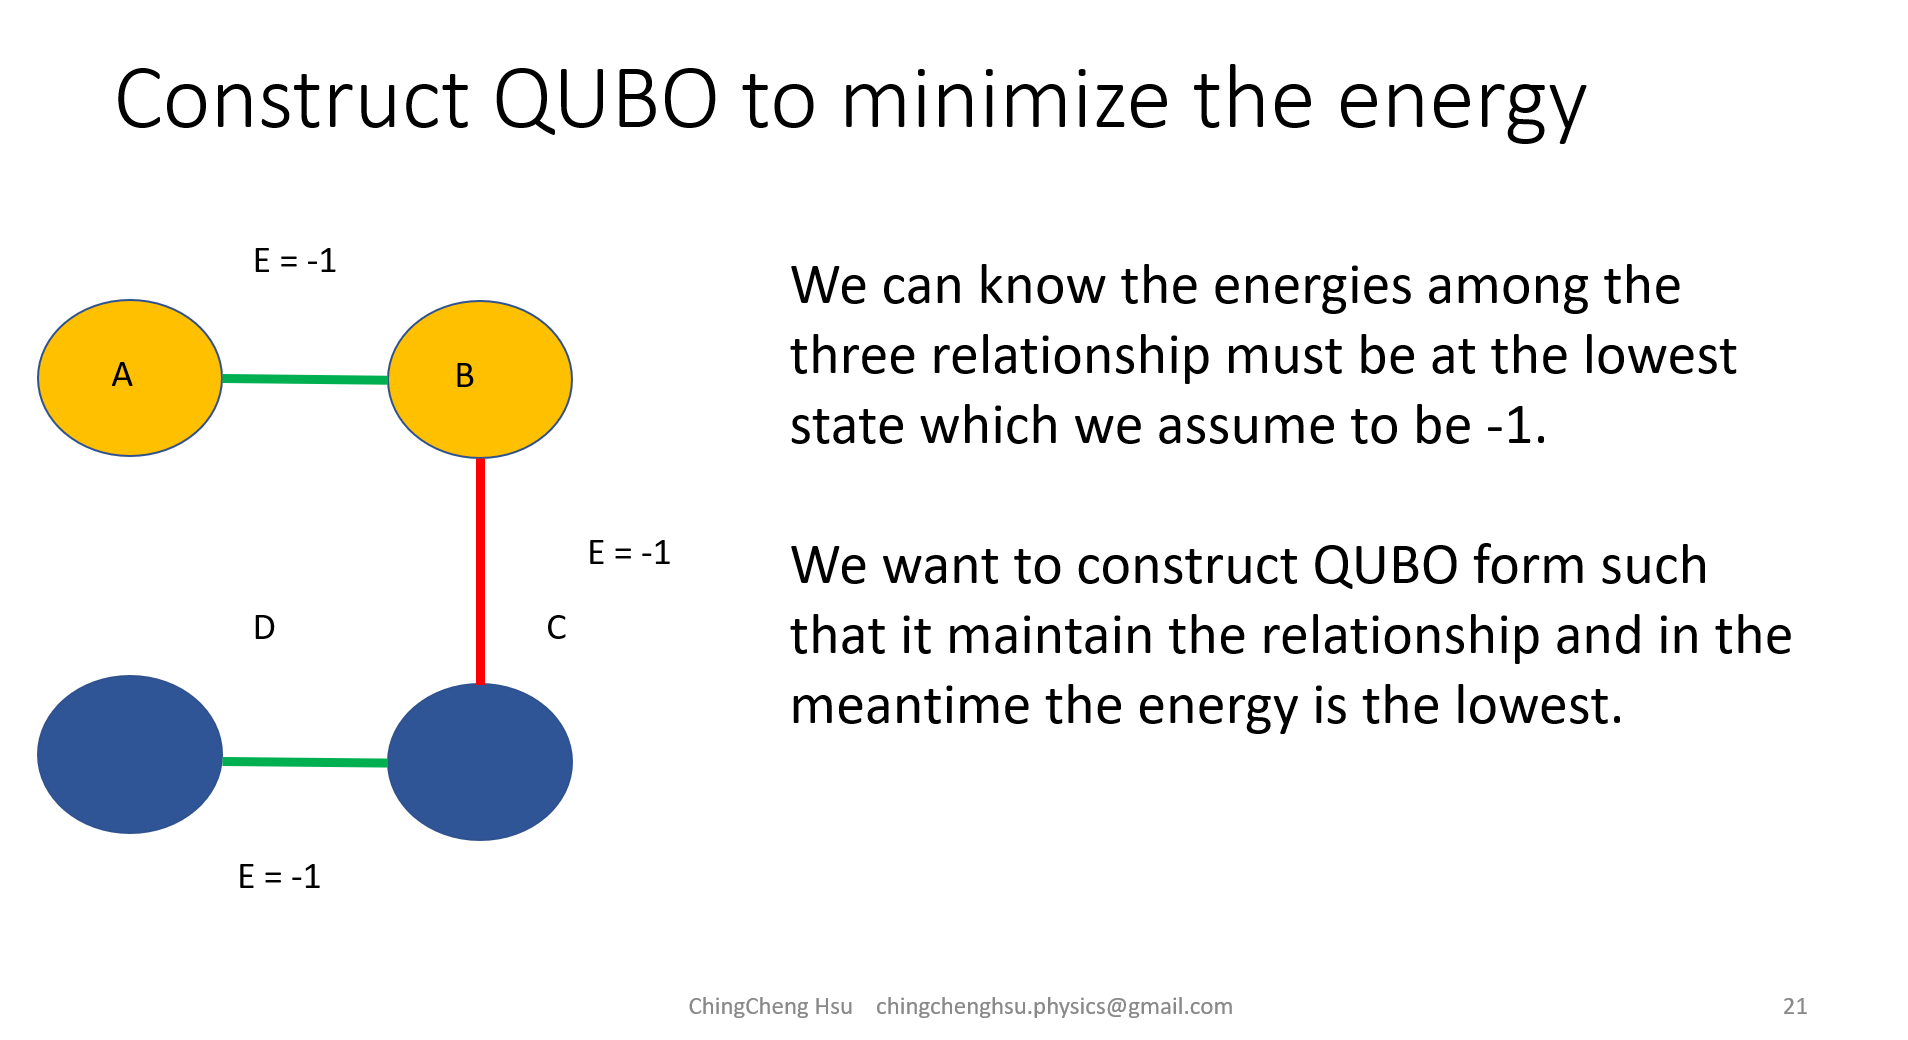 Construct QUBO to minimize the energy
E = -1
A
B
E = -1
D
C
E = -1
We can know the energies among the
three relationship must be at the lowest
state which we assume to be -1.
We want to construct QUBO form such
that it maintain the relationship and in the
meantime the energy is the lowest.
ChingCheng Hsu chingchenghsu.physics@gmail.com
21